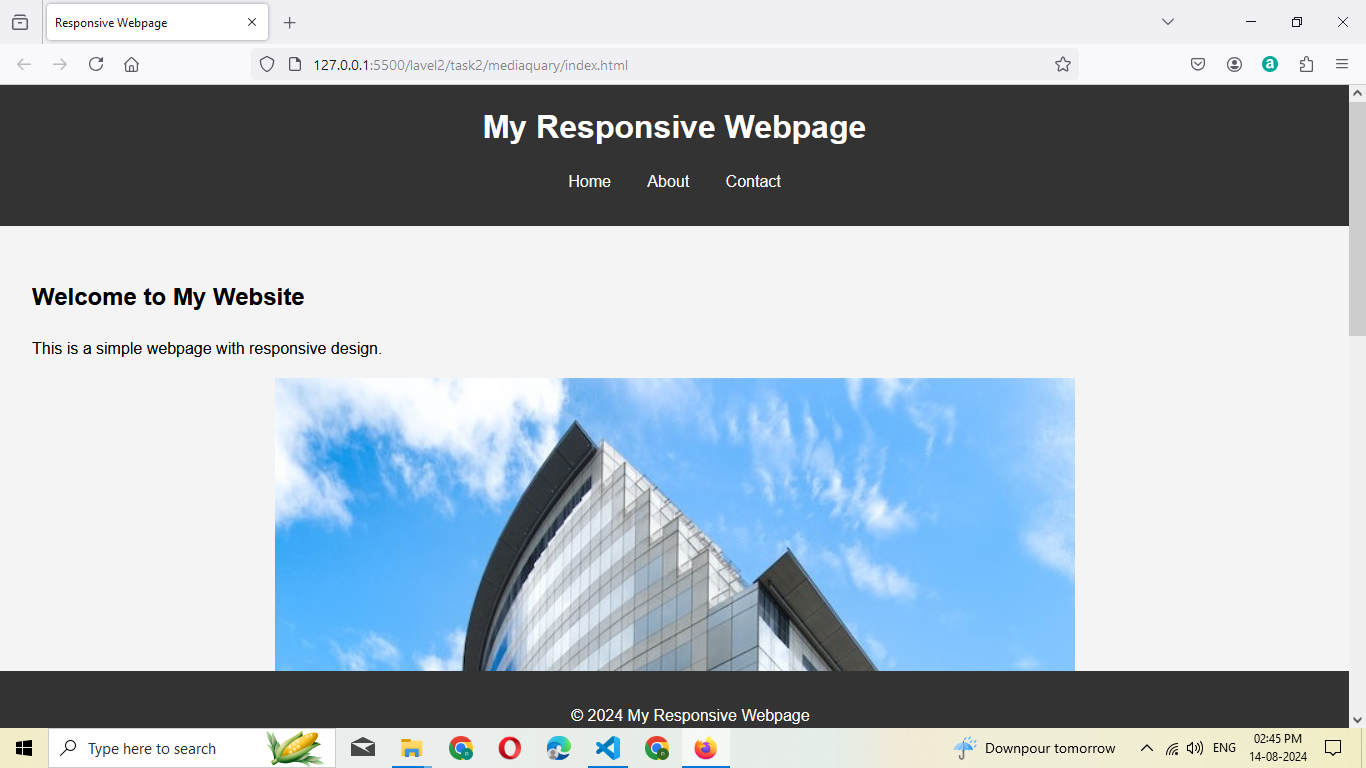 Responsive Webpage
127.0.0.1:5500/lavel2/task2/mediaquary/index.html
a
My Responsive Webpage
Home About Contact
Welcome to My Website
This is a simple webpage with responsive design.
© 2024 My Responsive Webpage
Type here to search
Downpour tomorrow
ENG
02:45 PM
14-08-2024